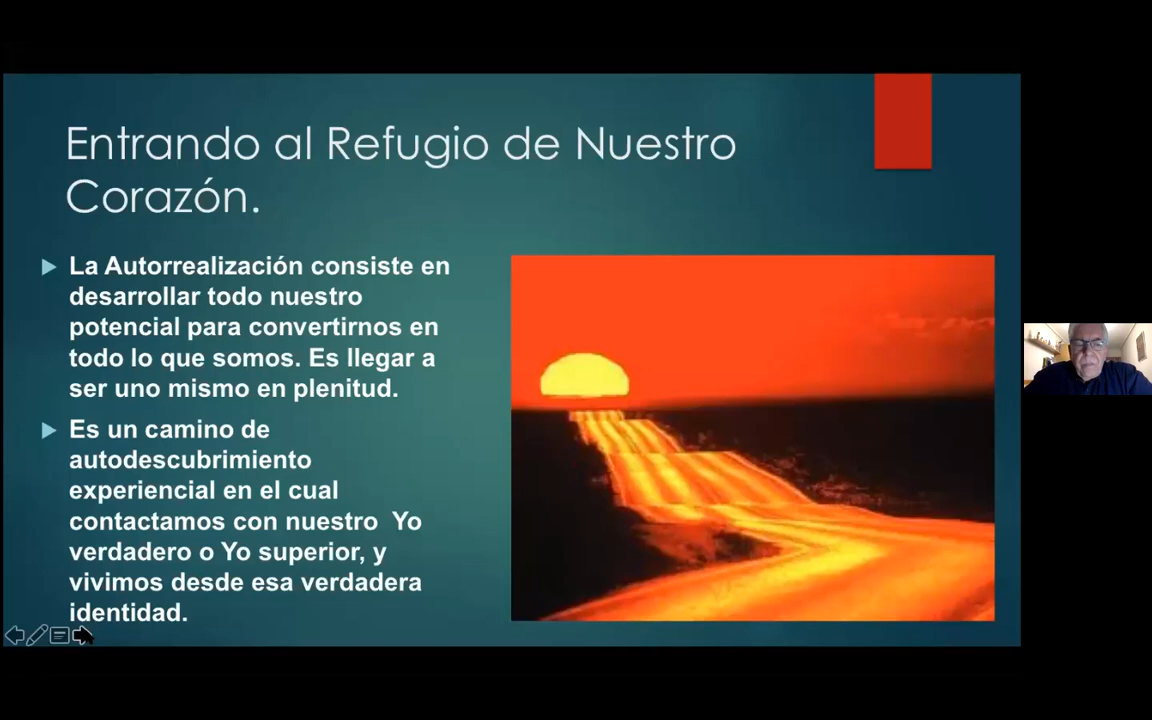 Entrando al Refugio de Nuestro
Corazón.
La Autorrealización consiste en
desarrollar todo nuestro
potencial para convertirnos en
todo lo que somos. Es llegar a
ser uno mismo en plenitud.
Es un camino de
autodescubrimiento
experiencial en el cual
contactamos con nuestro  Yo
verdadero o Yo superior, y
vivimos desde esa verdadera
identidad.